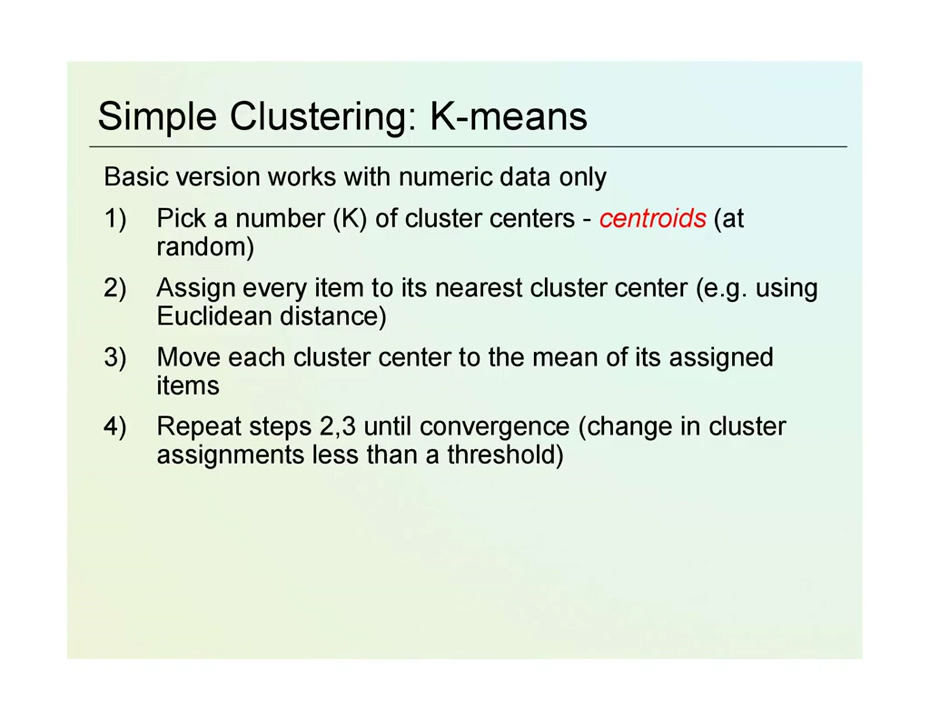 Simple Clustering: K-means
Basic version works with numeric data only
1) Pick a number (K) of cluster centers - centroids (at
random)
2) Assign every item to its nearest cluster center (e.g. using
Euclidean distance)
3) Move each cluster center to the mean of its assigned
items
4) Repeat steps 2,3 until convergence (change in cluster
assignments less than a threshold)